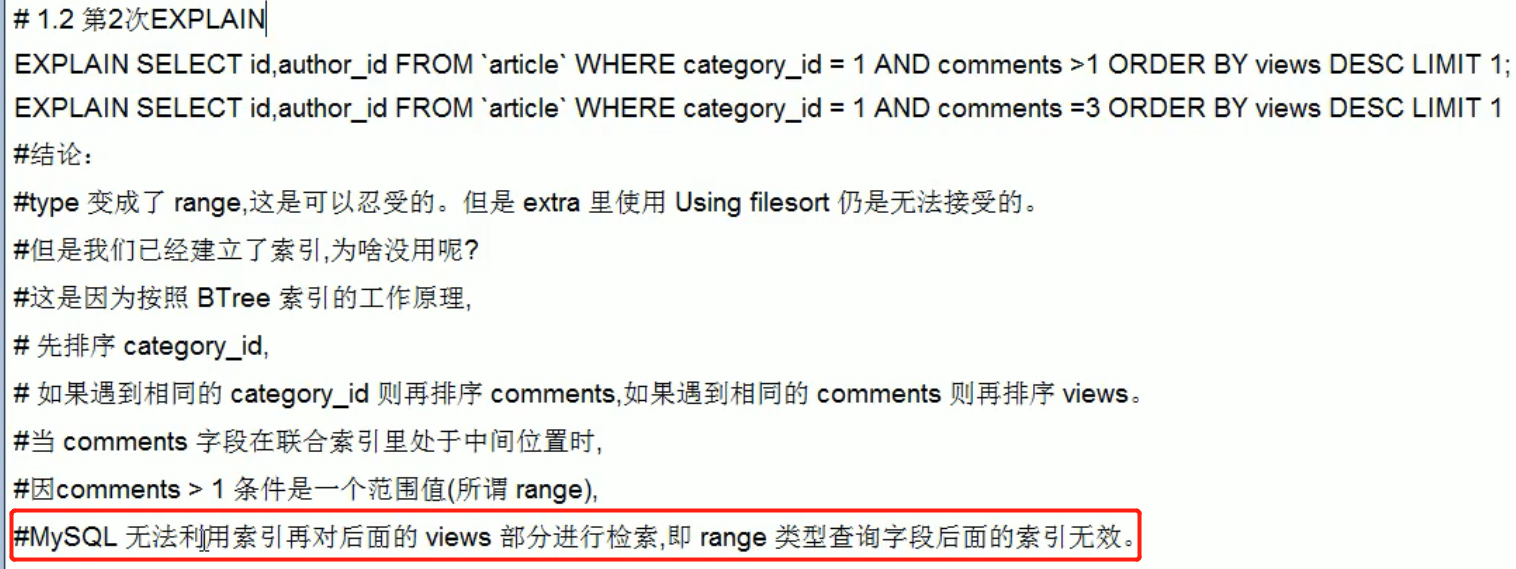 # 1.2 第2次EXPLAIN
EXPLAIN SELECT id,author_id FROM `article` WHERE category_id = 1 AND comments >1 ORDER BY views DESC LIMIT 1;
EXPLAIN SELECT id,author_id FROM `article` WHERE category_id = 1 AND comments =3 ORDER BY views DESC LIMIT 1
#结论：
#type 变成了 range,这是可以忍受的。但是 extra 里使用 Using filesort 仍是无法接受的。
#但是我们已经建立了索引,为啥没用呢?
#这是因为按照 BTree 索引的工作原理,
# 先排序 category_id,
# 如果遇到相同的 category_id 则再排序 comments,如果遇到相同的 comments 则再排序 views。
#当 comments 字段在联合索引里处于中间位置时,
#因comments > 1 条件是一个范围值(所谓 range),
#MySQL 无法利用索引再对后面的 views 部分进行检索,即 range 类型查询字段后面的索引无效。